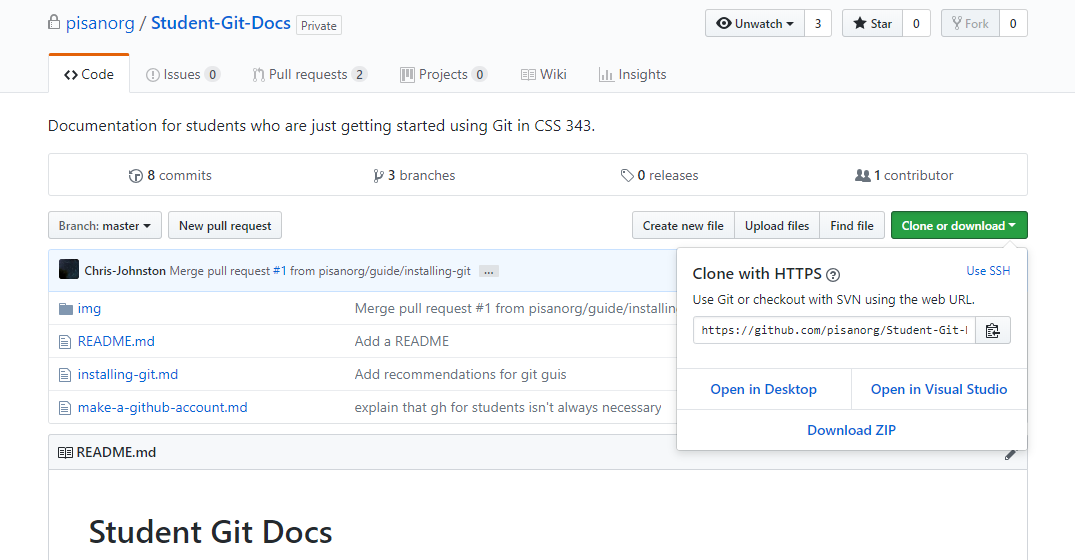 pisanorg / Student-Git-Docs Private Unwatch 3 Star 0 Fork 0
Code Issues 0 Pull requests 2 Projects 0 Wiki Insights
Documentation for students who are just getting started using Git in CSS 343.
8 commits 3 branches 0 releases 1 contributor
Branch: master New pull request Create new file Upload files Find file Clone or download
Chris-Johnston Merge pull request #1 from pisanorg/guide/installing-git ...
img Merge pull request #1 from pisanorg/guide/installin
README.md Add a README
installing-git.md Add recommendations for git guis
make-a-github-account.md explain that gh for students isn't always necessary
Clone with HTTPS ? Use SSH
Use Git or checkout with SVN using the web URL.
https://github.com/pisanorg/Student-Git-
Open in Desktop Open in Visual Studio
Download ZIP
README.md
Student Git Docs